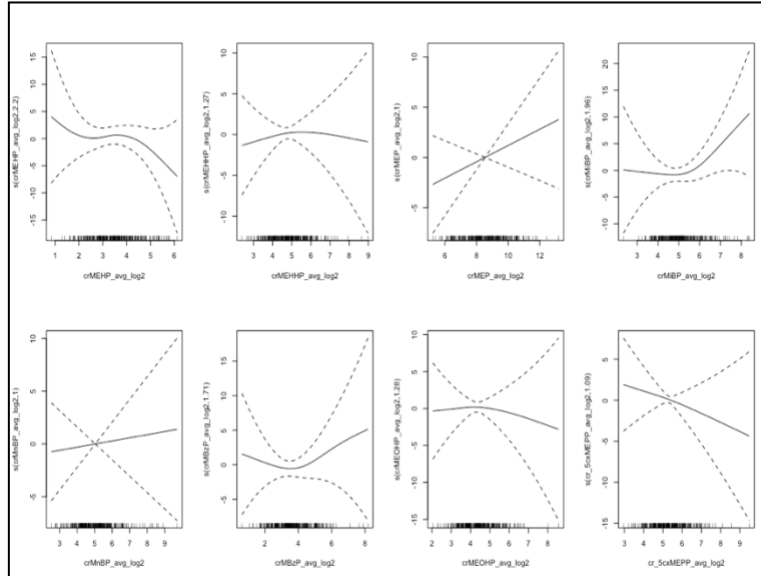 s(crMEHP_avg_log2,2.2)
15
10
5
0
-5
-10
-15
1 2 3 4 5 6
crMEHP_avg_log2
s(crMEHHP_avg_log2,1.27)
10
5
0
-5
-10
3 4 5 6 7 8 9
crMEHHP_avg_log2
s(crMEP_avg_log2,1)
10
5
0
-5
6 8 10 12
crMEP_avg_log2
s(crMiBP_avg_log2,1.96)
20
15
10
5
0
-5
-10
3 4 5 6 7 8
crMiBP_avg_log2
s(crMnBP_avg_log2,1)
10
5
0
-5
3 4 5 6 7 8 9
crMnBP_avg_log2
s(crMBzP_avg_log2,1.71)
15
10
5
0
-5
2 4 6 8
crMBzP_avg_log2
s(crMEOHP_avg_log2,1.28)
10
5
0
-5
-10
-15
2 3 4 5 6 7 8 9
crMEOHP_avg_log2
s(cr_5cxMEPP_avg_log2,1.09)
5
0
-5
-10
-15
3 4 5 6 7 8 9
cr_5cxMEPP_avg_log2